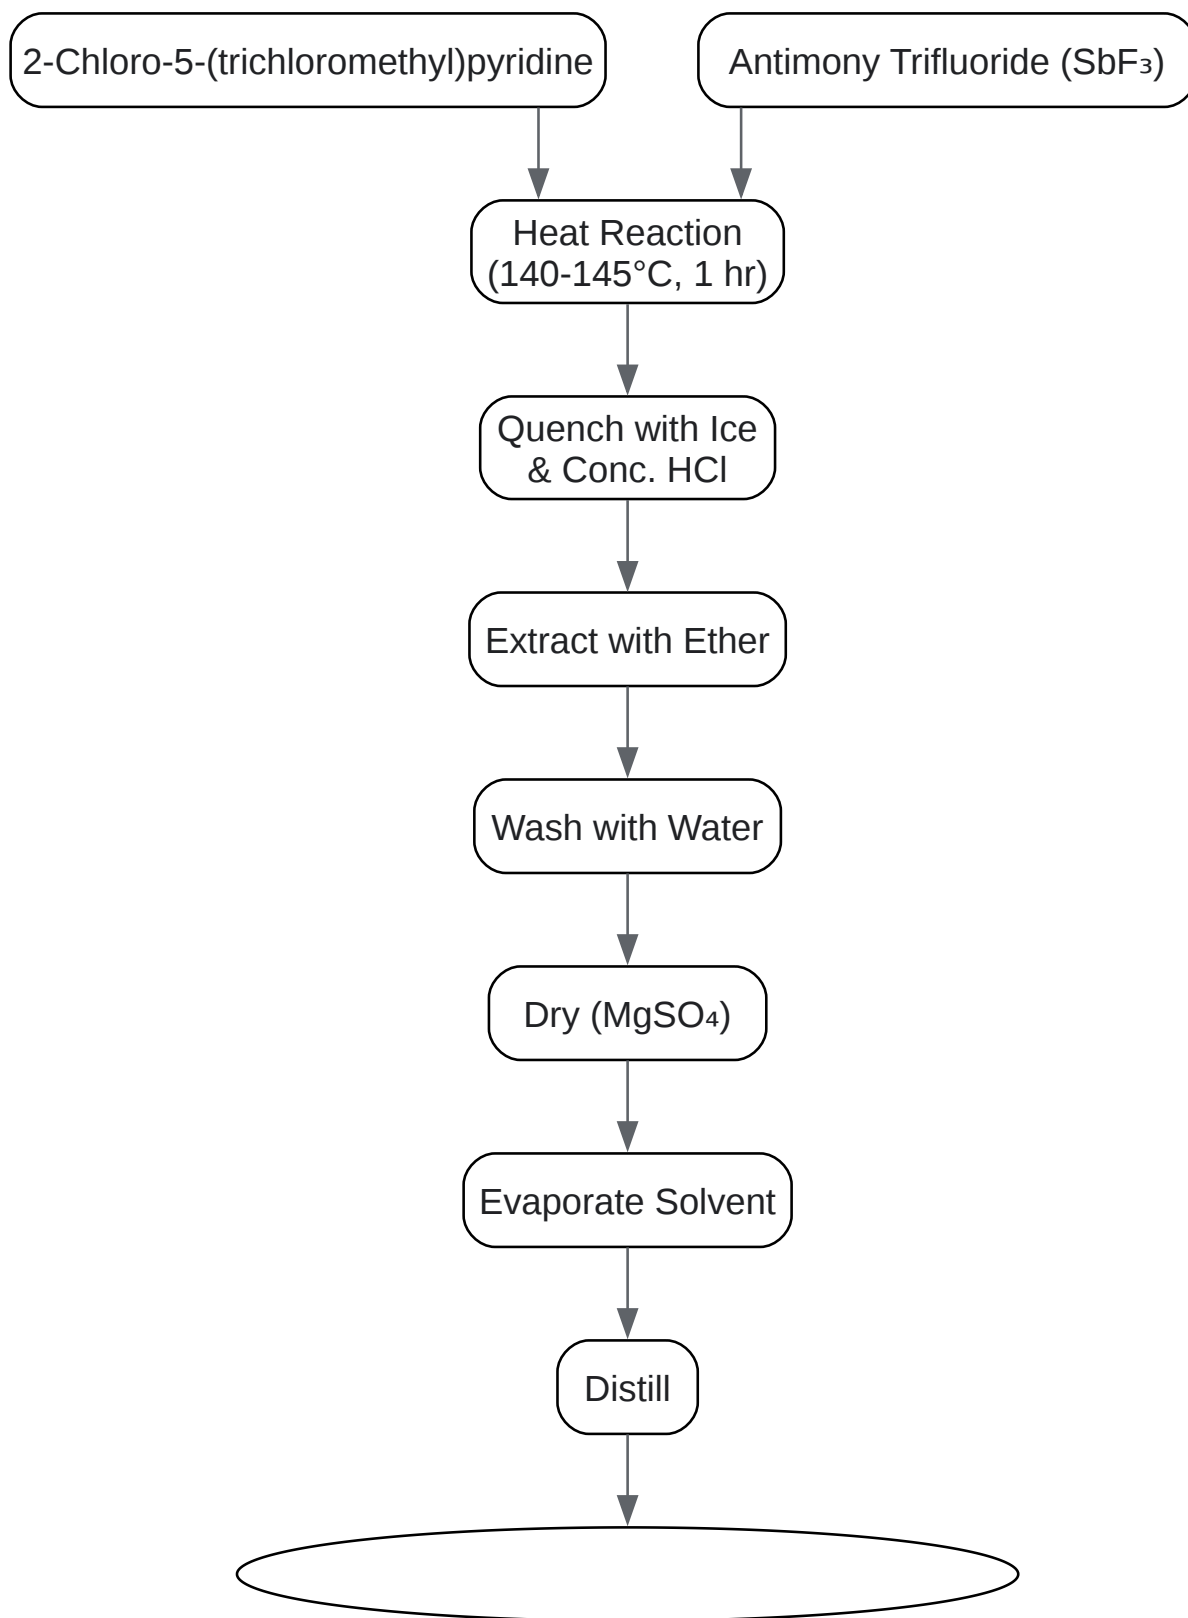 2-Chloro-5-(trichloromethyl)pyridine
Antimony Trifluoride (SbF₃)
Heat Reaction
(140-145°C, 1 hr)
Quench with Ice
& Conc. HCl
Extract with Ether
Wash with Water
Dry (MgSO₄)
Evaporate Solvent
Distill